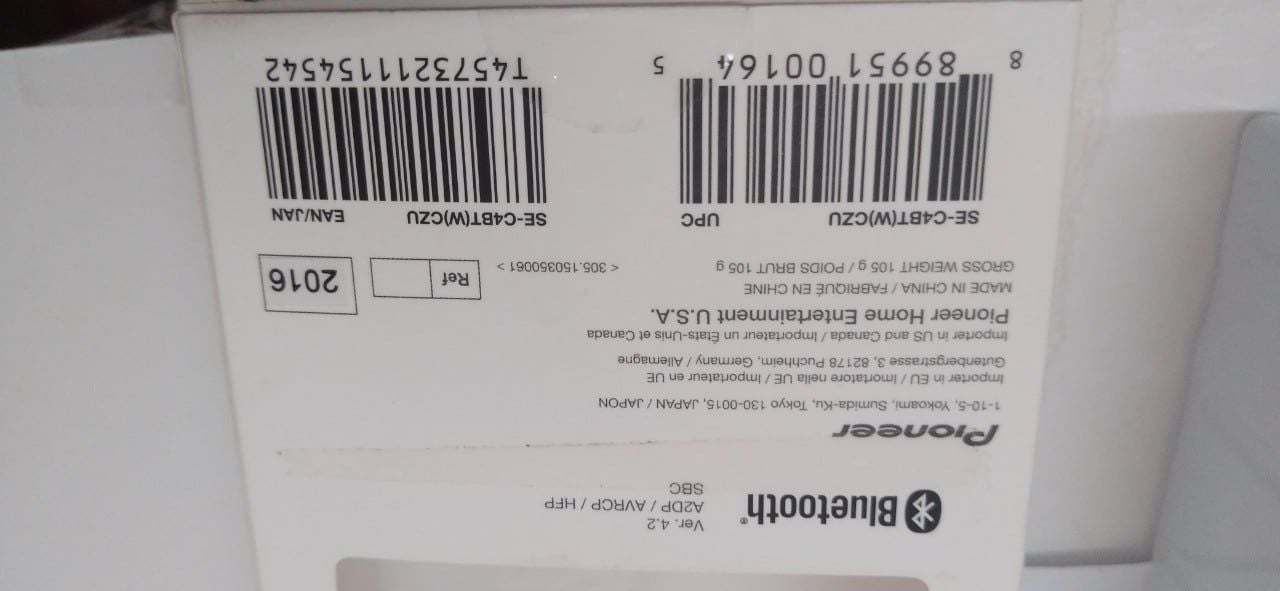 Bluetooth®
Ver. 4.2
A2DP / AVRCP / HFP
SBC
Pioneer
1-10-5, Yokoami, Sumida-Ku, Tokyo 130-0015, JAPAN / JAPON
Importer in EU / Imortatore nella UE / Importateur en UE
Gutenbergstrasse 3, 82178 Puchheim, Germany / Allemagne
Importer in US and Canada / Importateur un États-Unis et Canada
Pioneer Home Entertainment U.S.A.
MADE IN CHINA / FABRIQUÉ EN CHINE
GROSS WEIGHT 105 g / POIDS BRUT 105 g
< 305.150350061 >
Ref
2016
SE-C4BT(W)CZU UPC
8 89951 00164 5
SE-C4BT(W)CZU EAN/JAN
T4573211154542